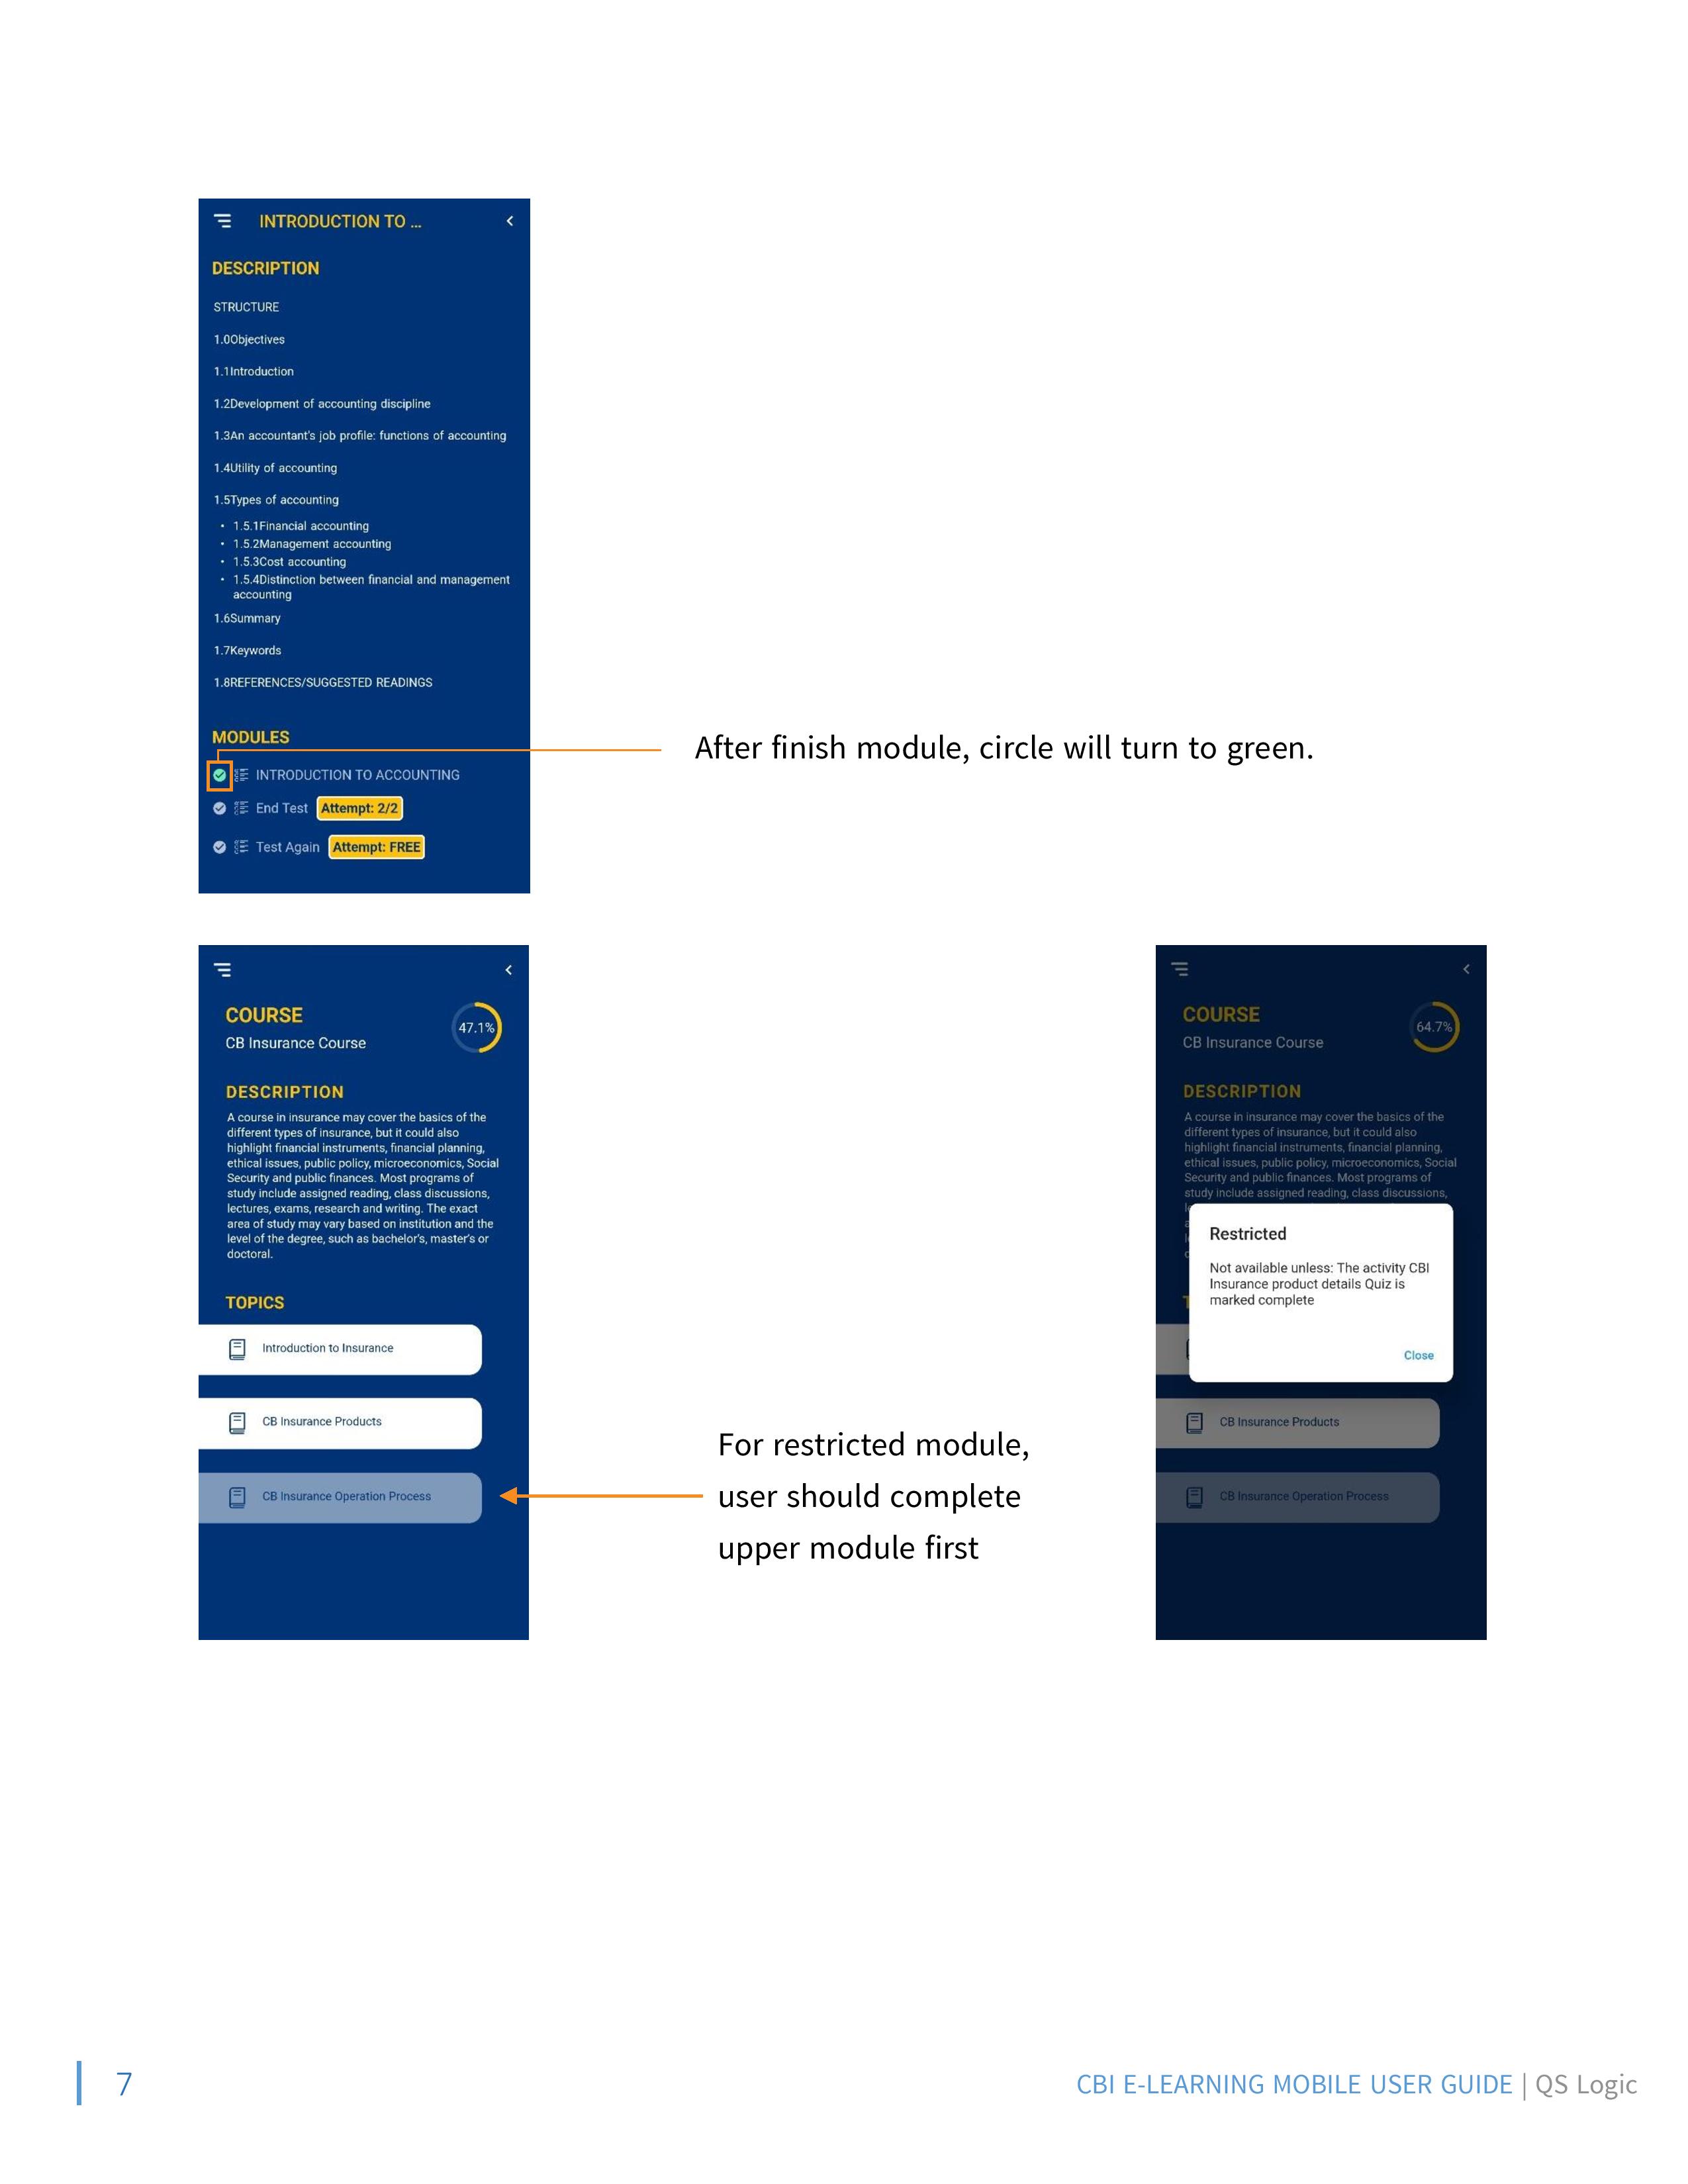 INTRODUCTION TO ...
DESCRIPTION
STRUCTURE
1.0Objectives
1.1Introduction
1.2Development of accounting discipline
1.3An accountant's job profile: functions of accounting
1.4Utility of accounting
1.5Types of accounting
• 1.5.1Financial accounting
• 1.5.2Management accounting
• 1.5.3Cost accounting
• 1.5.4Distinction between financial and management
accounting
1.6Summary
1.7Keywords
1.8REFERENCES/SUGGESTED READINGS
MODULES
INTRODUCTION TO ACCOUNTING
End Test Attempt: 2/2
Test Again Attempt: FREE
After finish module, circle will turn to green.
COURSE
CB Insurance Course
47.1%
DESCRIPTION
A course in insurance may cover the basics of the
different types of insurance, but it could also
highlight financial instruments, financial planning,
ethical issues, public policy, microeconomics, Social
Security and public finances. Most programs of
study include assigned reading, class discussions,
lectures, exams, research and writing. The exact
area of study may vary based on institution and the
level of the degree, such as bachelor's, master's or
doctoral.
TOPICS
Introduction to Insurance
CB Insurance Products
CB Insurance Operation Process
For restricted module,
user should complete
upper module first
COURSE
CB Insurance Course
64.7%
DESCRIPTION
A course in insurance may cover the basics of the
different types of insurance, but it could also
highlight financial instruments, financial planning,
ethical issues, public policy, microeconomics, Social
Security and public finances. Most programs of
study include assigned reading, class discussions,
Restricted
Not available unless: The activity CBI
Insurance product details Quiz is
marked complete
Close
CB Insurance Products
CB Insurance Operation Process
7
CBI E-LEARNING MOBILE USER GUIDE | QS Logic